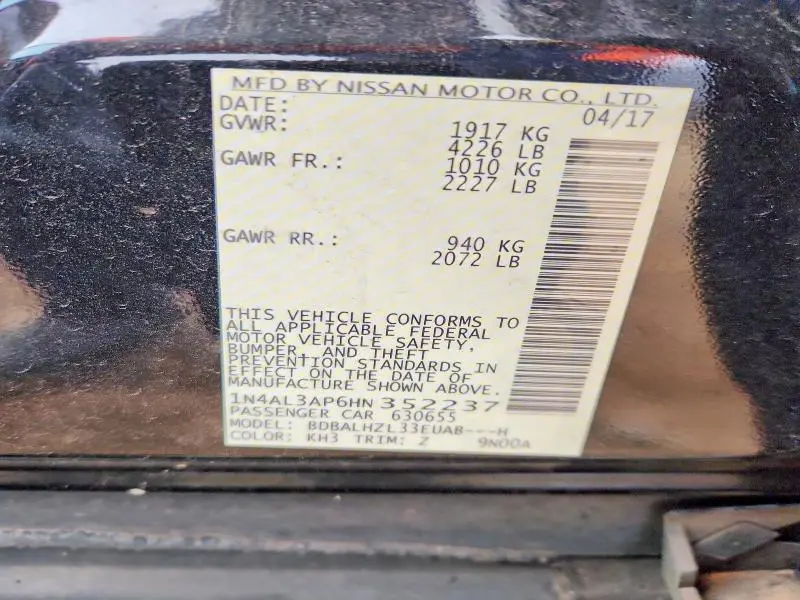 MFD BY NISSAN MOTOR CO., LTD.
DATE: 04/17
GVWR: 1917 KG
4226 LB
GAWR FR.: 1010 KG
2227 LB
GAWR RR.: 940 KG
2072 LB
THIS VEHICLE CONFORMS TO
ALL APPLICABLE FEDERAL
MOTOR VEHICLE SAFETY,
BUMPER, AND THEFT
PREVENTION STANDARDS IN
EFFECT ON THE DATE OF
MANUFACTURE SHOWN ABOVE.
1N4AL3AP6HN352237
PASSENGER CAR 630655
MODEL: BDBALHZL33EUAB---H
COLOR: KH3 TRIM: Z 9N00A